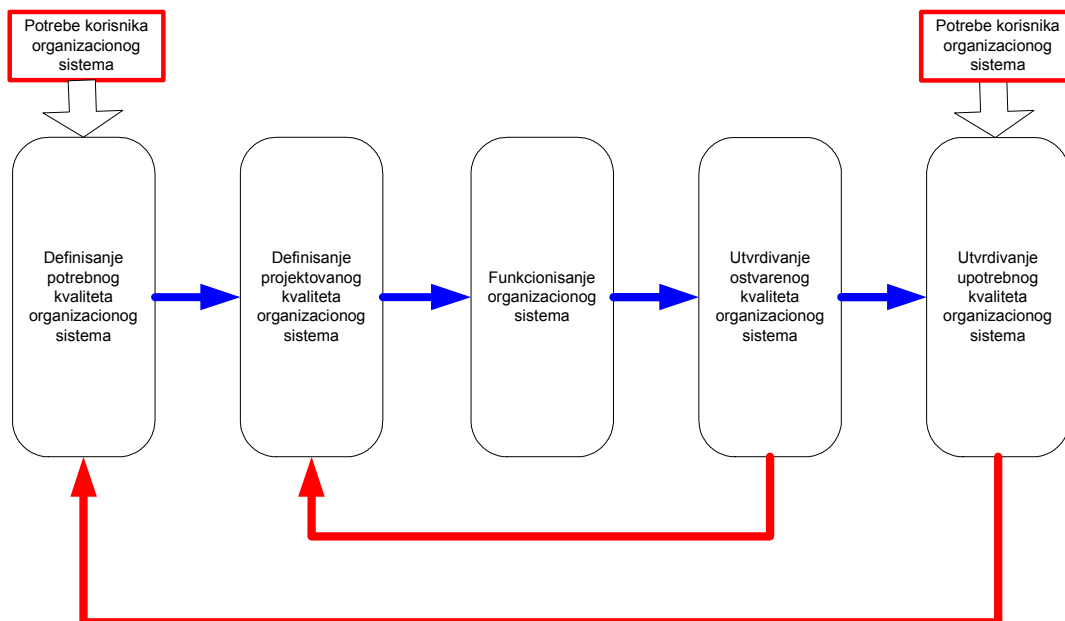 Potrebe korisnika
organizacionog
sistema
Potrebe korisnika
organizacionog
sistema
Definisanje
potrebnog
kvaliteta
organizacionog
sistema
Definisanje
projektovanog
kvaliteta
organizacionog
sistema
Funkcionisanje
organizacionog
sistema
Utvrdivanje
ostvarenog
kvaliteta
organizacionog
sistema
Utvrdivanje
upotrebnog
kvaliteta
organizacionog
sistema